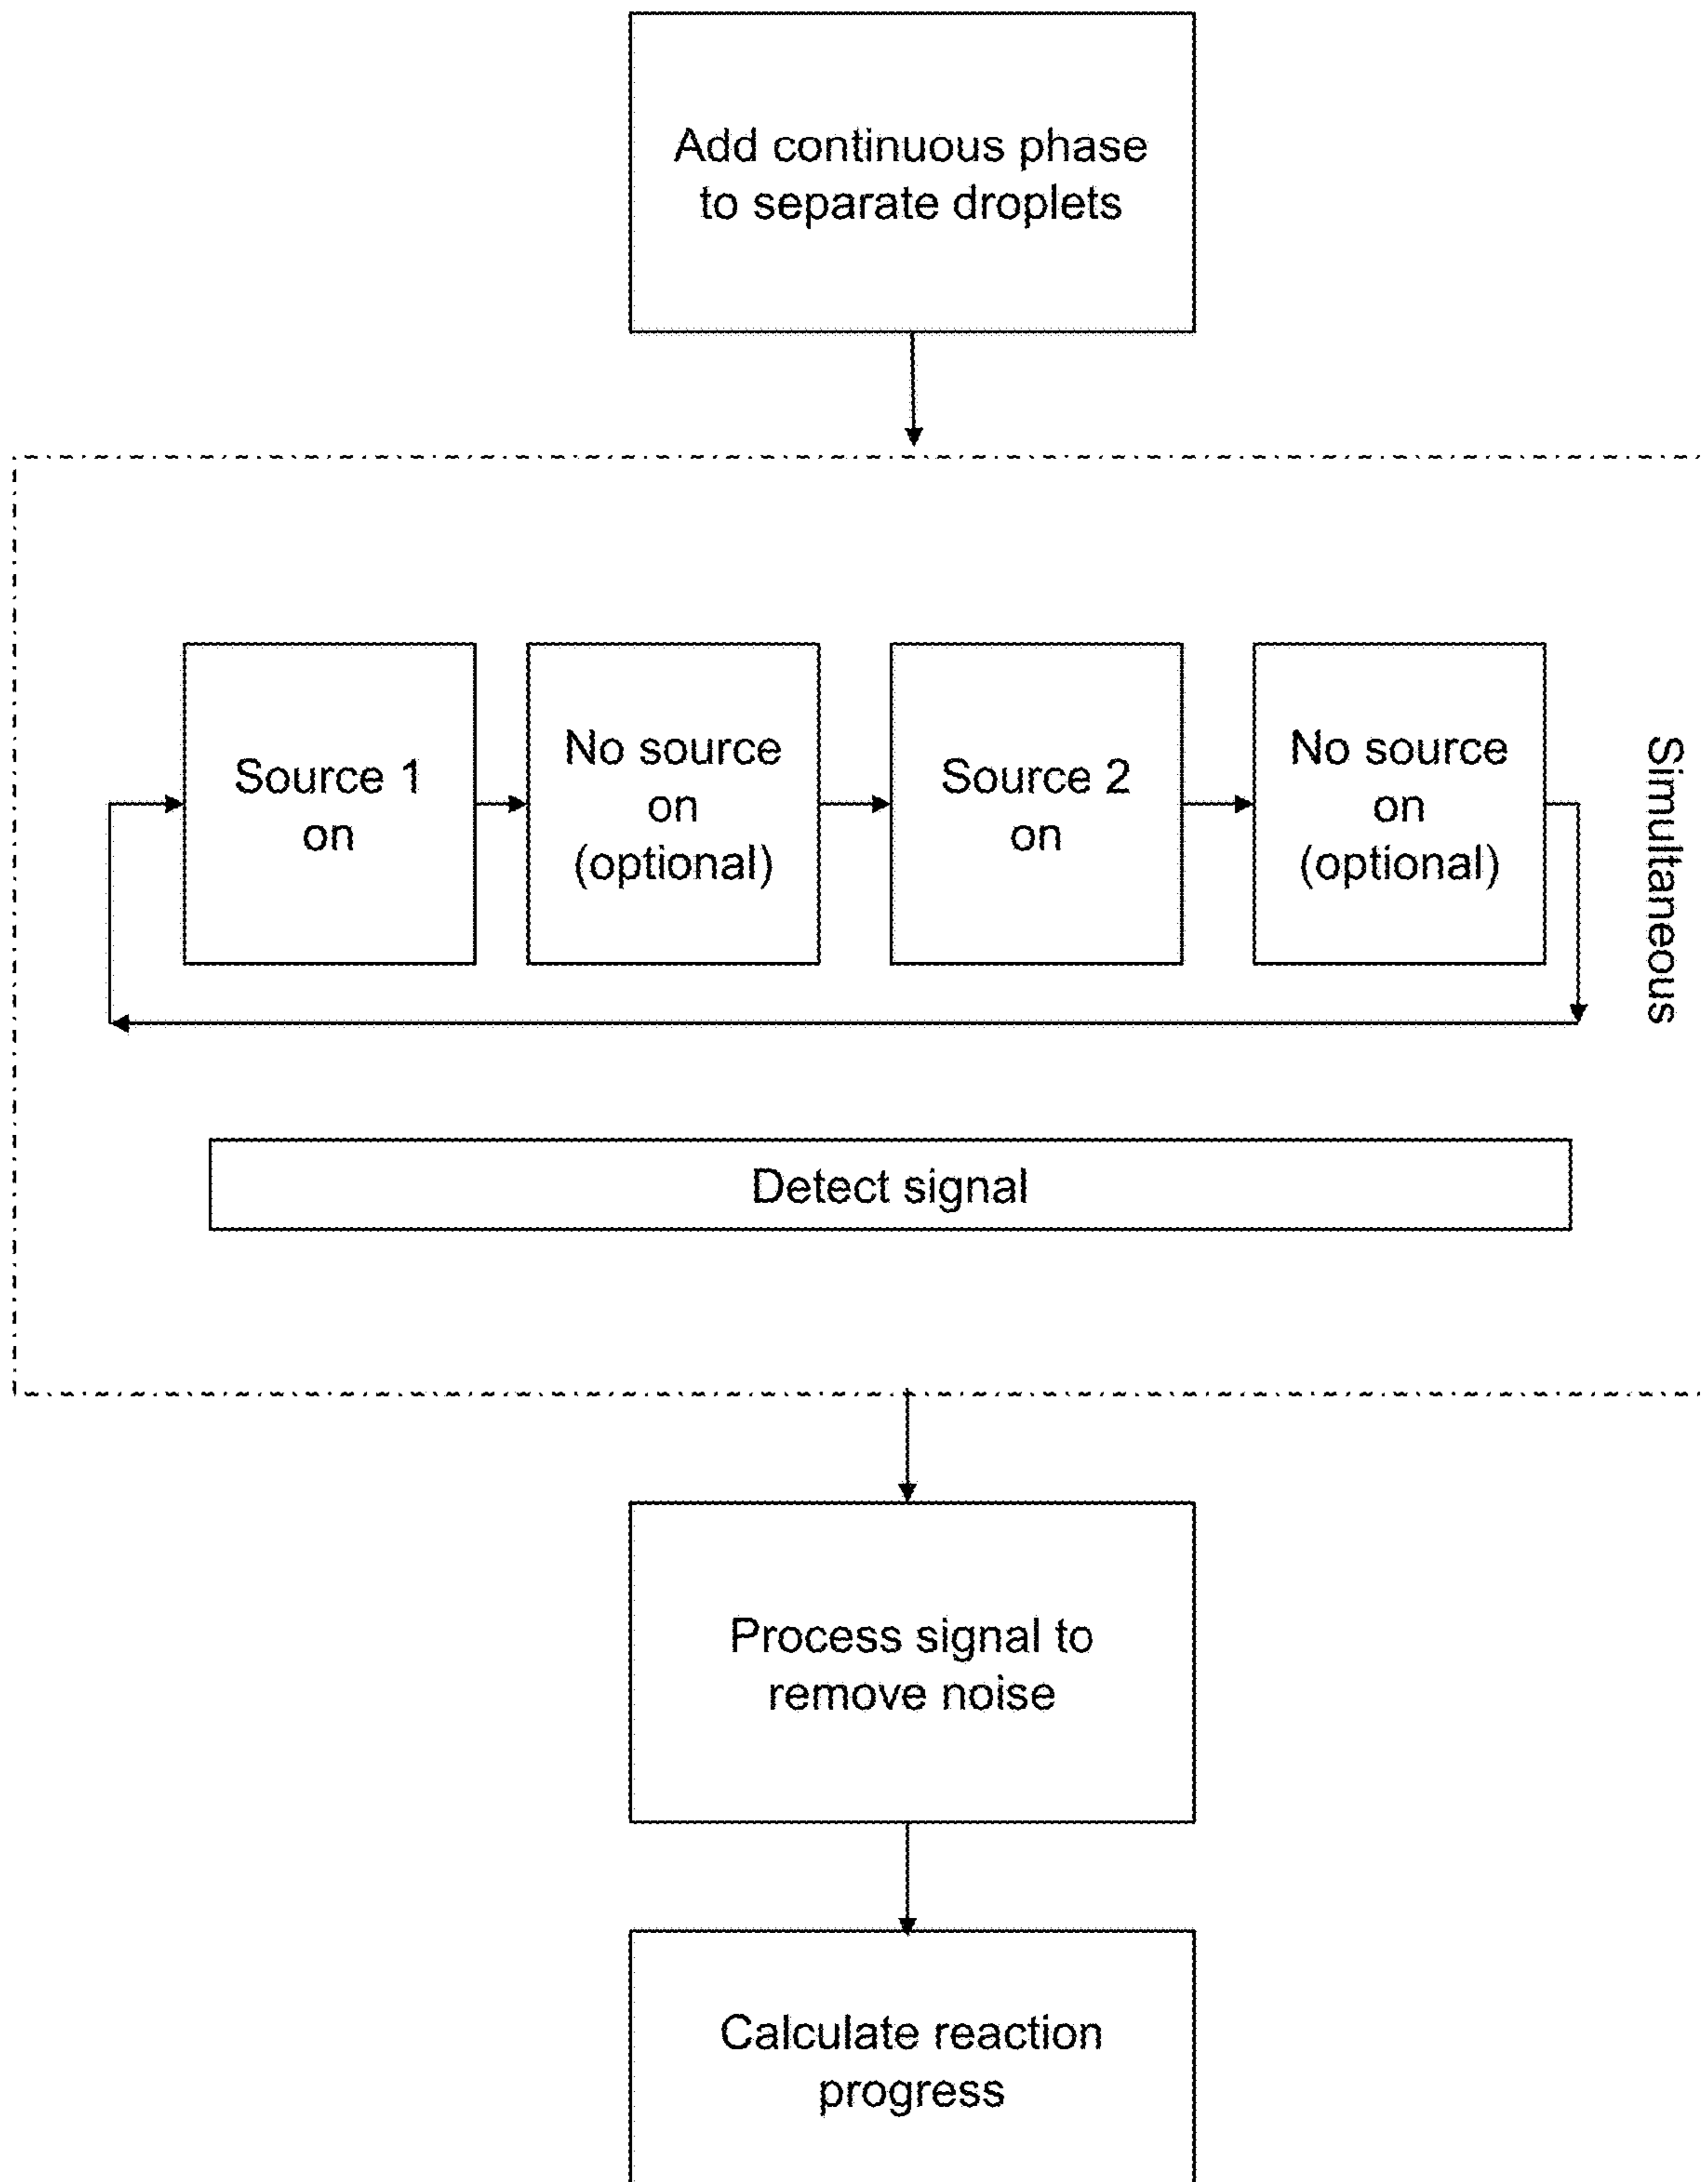 Add continuous phase
to separate droplets
Source 1
on
No source
on
(optional)
Source 2
on
No source
on
(optional)
Simultaneous
Detect signal
Process signal to
remove noise
Calculate reaction
progress